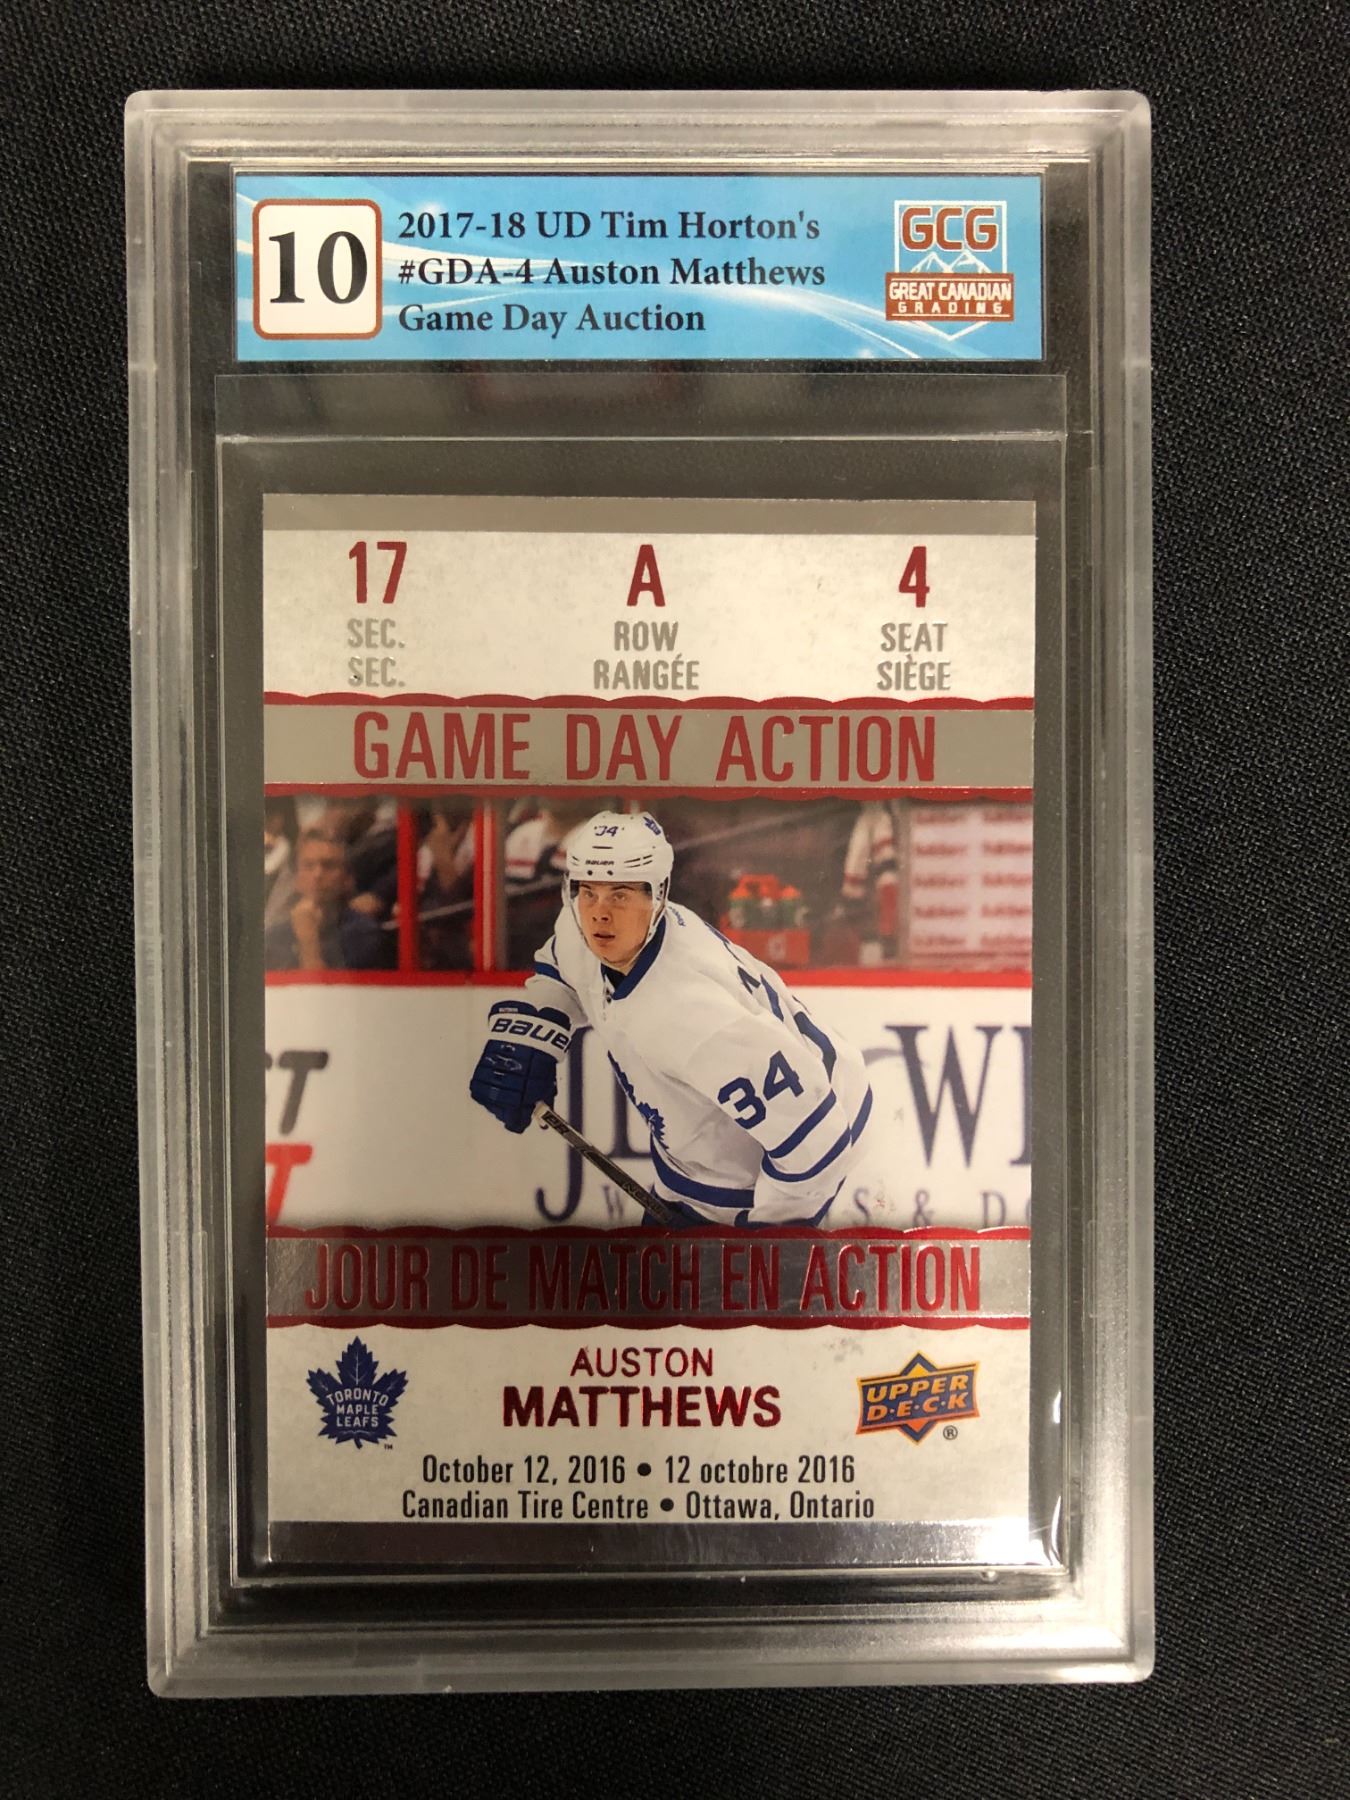 10
2017-18 UD Tim Horton's
#GDA-4 Auston Matthews
Game Day Auction
GCG
GREAT CANADIAN
GRADING
17 A 4
SEC. ROW SEAT
SEC. RANGÉE SIÈGE
GAME DAY ACTION
34
BAUER
BAUE
34
W
S & D
JOUR DE MATCH EN ACTION
TORONTO
MAPLE
LEAFS
™
AUSTON
MATTHEWS
UPPER
D·E·C·K
®
October 12, 2016 • 12 octobre 2016
Canadian Tire Centre • Ottawa, Ontario